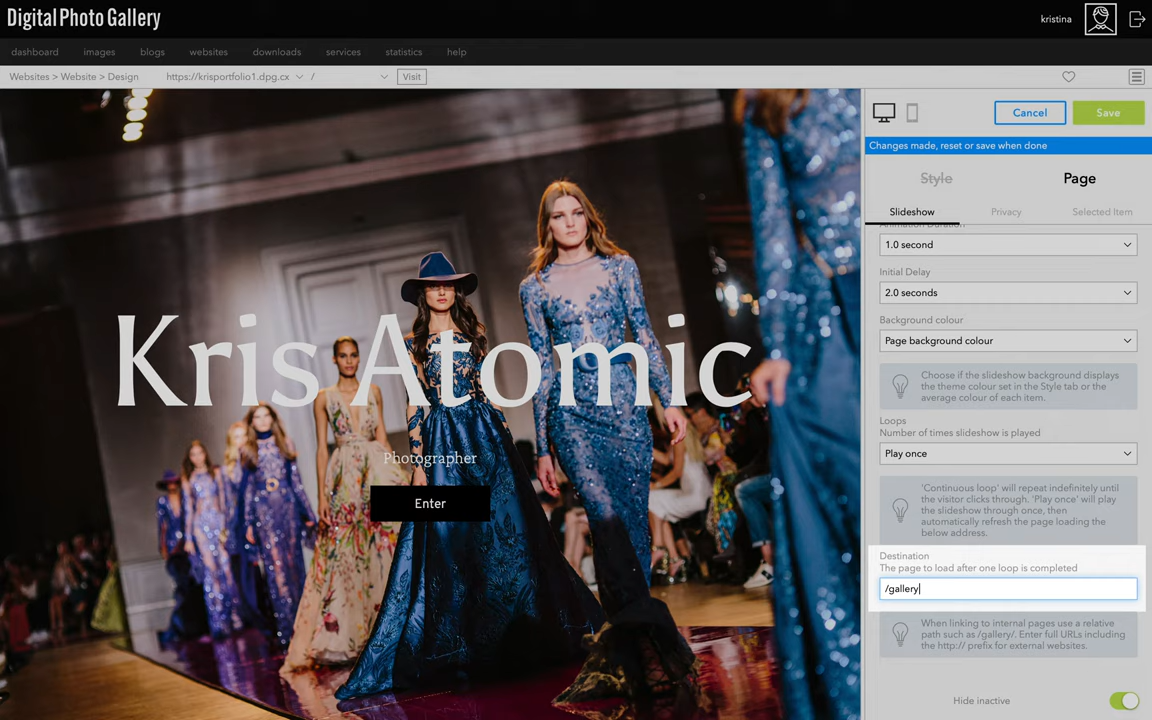 Digital Photo Gallery
kristina
dashboard images blogs websites downloads services statistics help
Websites > Website > Design https://krisportfolio1.dpg.cx / Visit
Cancel Save
Changes made, reset or save when done
Style Page
Slideshow Privacy Selected Item
Animation Duration
1.0 second
Initial Delay
2.0 seconds
Background colour
Page background colour
Choose if the slideshow background displays
the theme colour set in the Style tab or the
average colour of each item.
Loops
Number of times slideshow is played
Play once
'Continuous loop' will repeat indefinitely until
the visitor clicks through. 'Play once' will play
the slideshow through once, then
automatically refresh the page loading the
below address.
Destination
The page to load after one loop is completed
/gallery
When linking to internal pages use a relative
path such as /gallery/. Enter full URLs including
the http:// prefix for external websites.
Hide inactive
Kris Atomic
Photographer
Enter